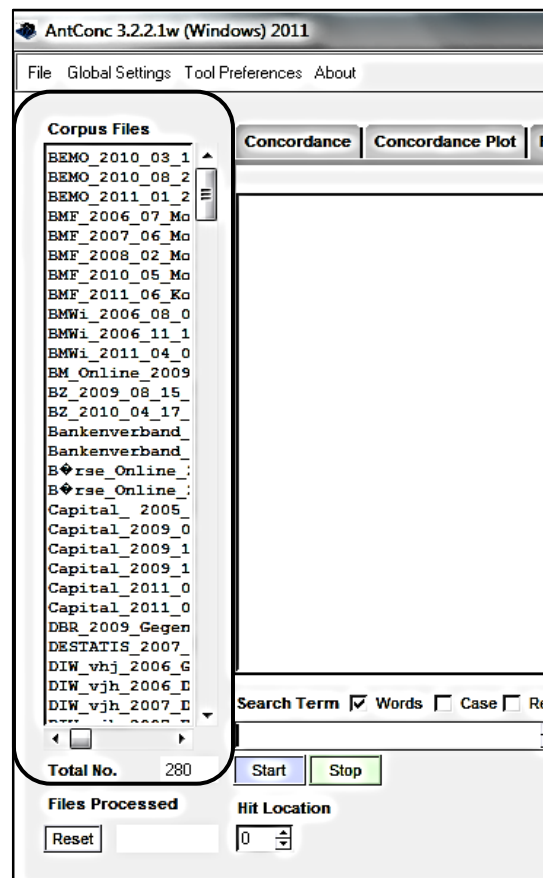 AntConc 3.2.2.1w (Windows) 2011
File Global Settings Tool Preferences About
Corpus Files
Concordance Concordance Plot
BEMO_2010_03_1
BEMO_2010_08_2
BEMO_2011_01_2
BMF_2006_07_Mo
BMF_2007_06_Mo
BMF_2008_02_Mo
BMF_2010_05_Mo
BMF_2011_06_Ko
BMWi_2006_08_0
BMWi_2006_11_1
BMWi_2011_04_0
BM_Online_2009
BZ_2009_08_15_
BZ_2010_04_17_
Bankenverband_
Bankenverband_
B�rse_Online_
B�rse_Online_
Capital_ 2005_
Capital_2009_0
Capital_2009_1
Capital_2009_1
Capital_2011_0
Capital_2011_0
DBR_2009_Gegen
DESTATIS_2007_
DIW_vhj_2006_G
DIW_vjh_2006_D
DIW_vjh_2007_D
Search Term Words Case Re
Total No. 280 Start Stop
Files Processed Hit Location
Reset 0